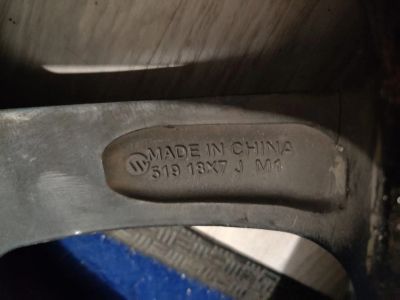 MADE IN CHINA
519 18X7 J M1